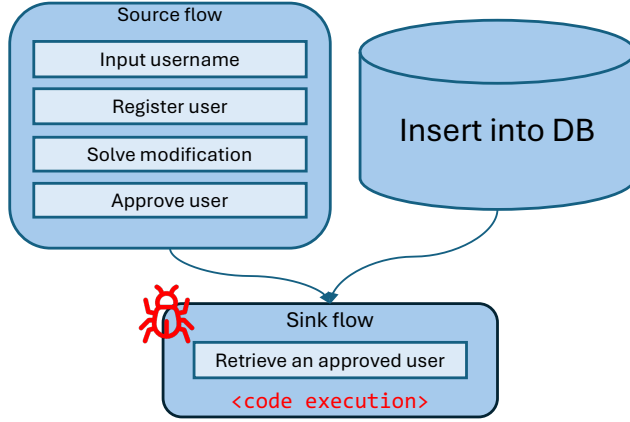 Source flow
Input username
Register user
Solve modification
Approve user
Insert into DB
Sink flow
Retrieve an approved user
<code execution>